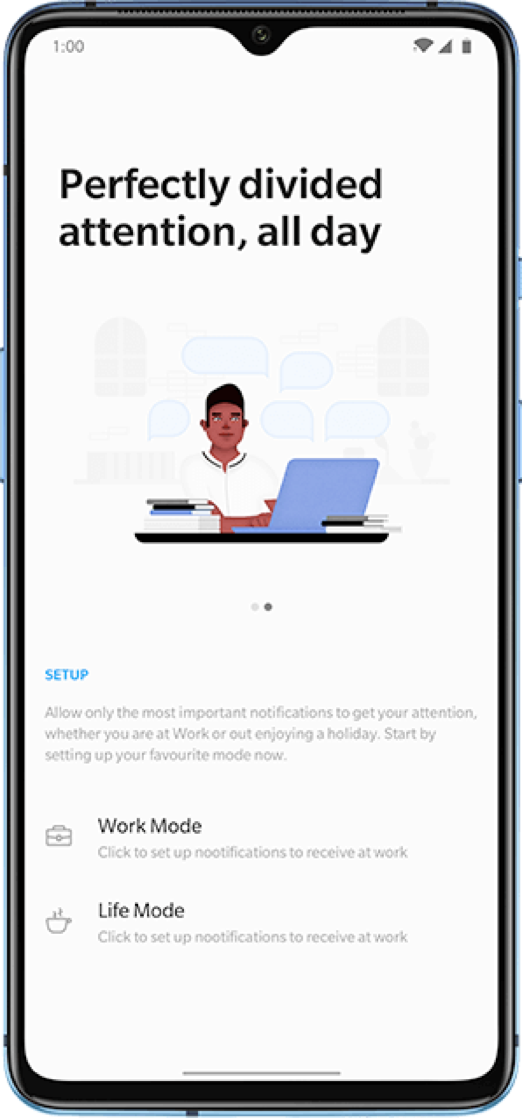 1:00
Perfectly divided
attention, all day
SETUP
Allow only the most important notifications to get your attention,
whether you are at Work or out enjoying a holiday. Start by
setting up your favourite mode now.
Work Mode
Click to set up nootifications to receive at work
Life Mode
Click to set up nootifications to receive at work